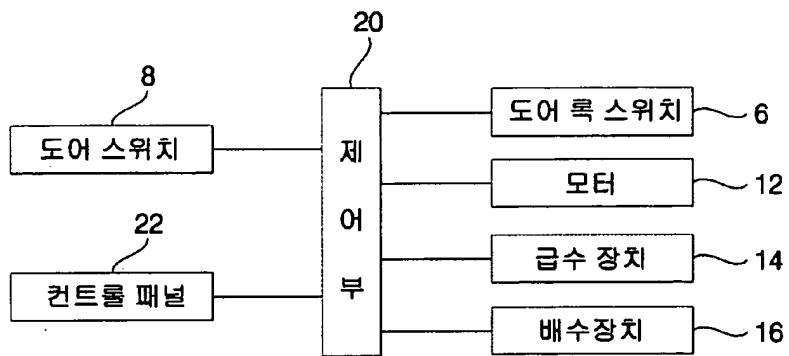 20
8
도어 스위치
22
컨트롤 패널
제
어
부
도어 록 스위치
6
모터
12
급수 장치
14
배수장치
16